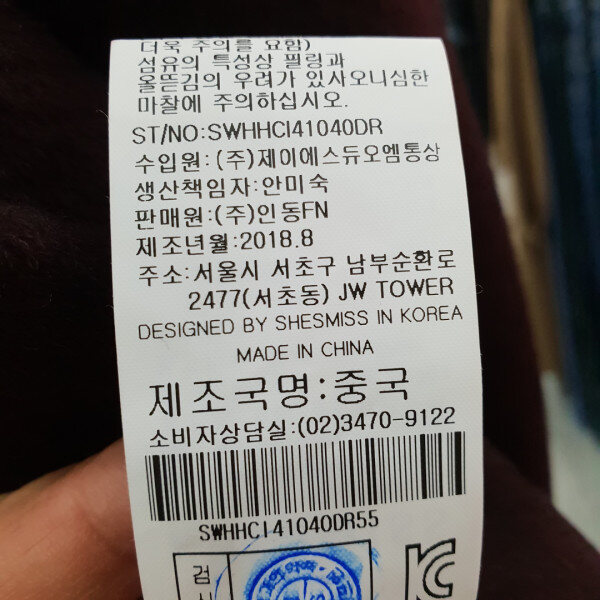 더욱 주의를 요함)
섬유의 특성상 필링과
올뜯김의 우려가 있사오니심한
마찰에 주의하십시오.
ST/NO:SWHHCI41040DR
수입원:(주)제이에스듀오엠통상
생산책임자:안미숙
판매원:(주)인동FN
제조년월:2018.8
주소:서울시 서초구 남부순환로
2477(서초동) JW TOWER
DESIGNED BY SHESMISS IN KOREA
MADE IN CHINA
제조국명:중국
소비자상담실:(02)3470-9122
SWHHCI41040DR55
검